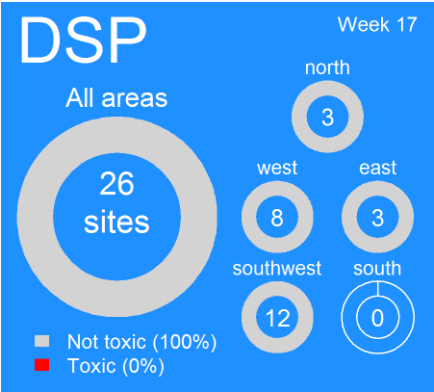 DSP
Week 17
All areas
26
sites
north
3
west
8
east
3
southwest
12
south
0
Not toxic (100%)
Toxic (0%)